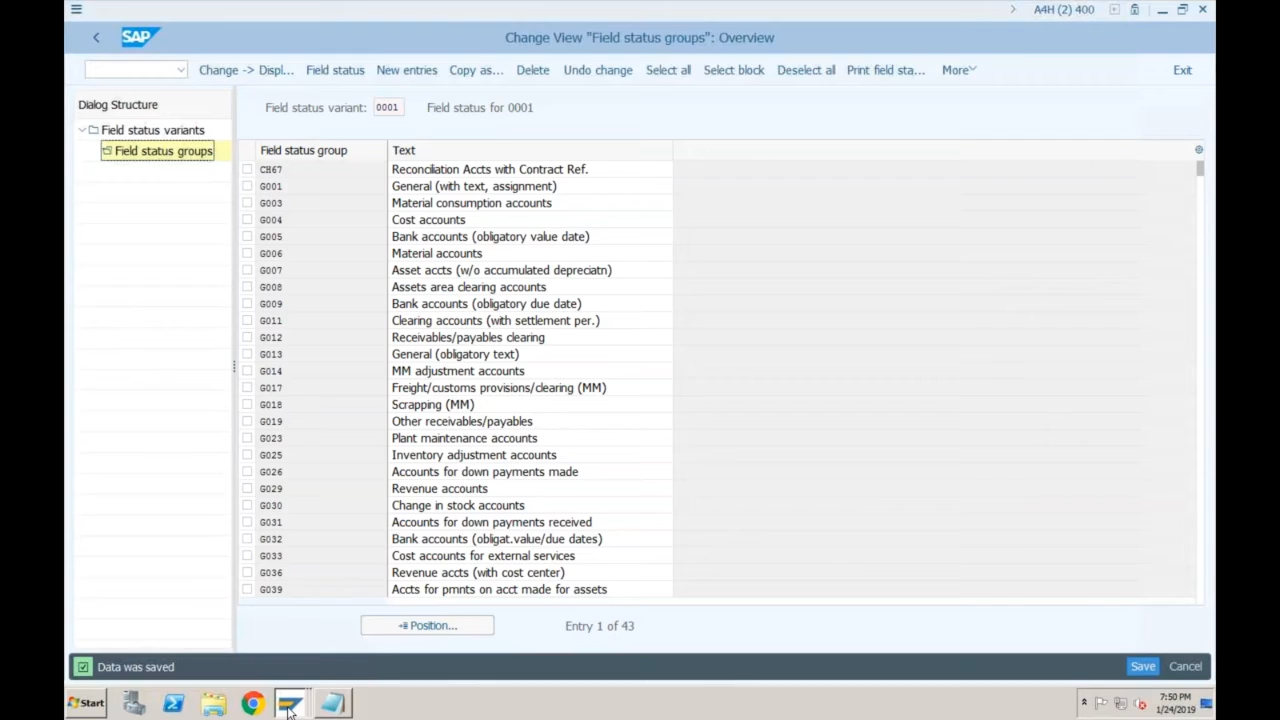 A4H (2) 400
SAP
Change View "Field status groups": Overview
Change -> Displ... Field status New entries Copy as... Delete Undo change Select all Select block Deselect all Print field sta... More Exit
Dialog Structure
Field status variants
Field status groups
Field status variant: 0001 Field status for 0001
Field status group Text
CH67 Reconciliation Accts with Contract Ref.
G001 General (with text, assignment)
G003 Material consumption accounts
G004 Cost accounts
G005 Bank accounts (obligatory value date)
G006 Material accounts
G007 Asset accts (w/o accumulated depreciatn)
G008 Assets area clearing accounts
G009 Bank accounts (obligatory due date)
G011 Clearing accounts (with settlement per.)
G012 Receivables/payables clearing
G013 General (obligatory text)
G014 MM adjustment accounts
G017 Freight/customs provisions/clearing (MM)
G018 Scrapping (MM)
G019 Other receivables/payables
G023 Plant maintenance accounts
G025 Inventory adjustment accounts
G026 Accounts for down payments made
G029 Revenue accounts
G030 Change in stock accounts
G031 Accounts for down payments received
G032 Bank accounts (obligat.value/due dates)
G033 Cost accounts for external services
G036 Revenue accts (with cost center)
G039 Accts for pmnts on acct made for assets
Position... Entry 1 of 43
Data was saved Save Cancel
Start 7:50 PM
1/24/2019